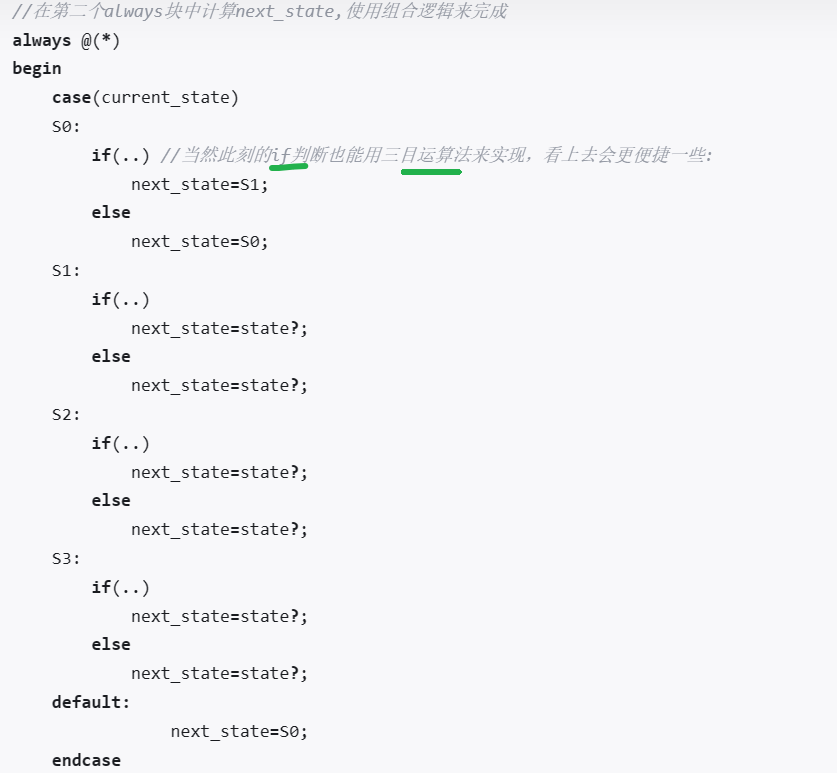 //在第二个always块中计算next_state,使用组合逻辑来完成
always @(*)
begin
case(current_state)
S0:
if(..) //当然此刻的if判断也能用三目运算法来实现，看上去会更便捷一些:
next_state=S1;
else
next_state=S0;
S1:
if(..)
next_state=state?;
else
next_state=state?;
S2:
if(..)
next_state=state?;
else
next_state=state?;
S3:
if(..)
next_state=state?;
else
next_state=state?;
default:
next_state=S0;
endcase